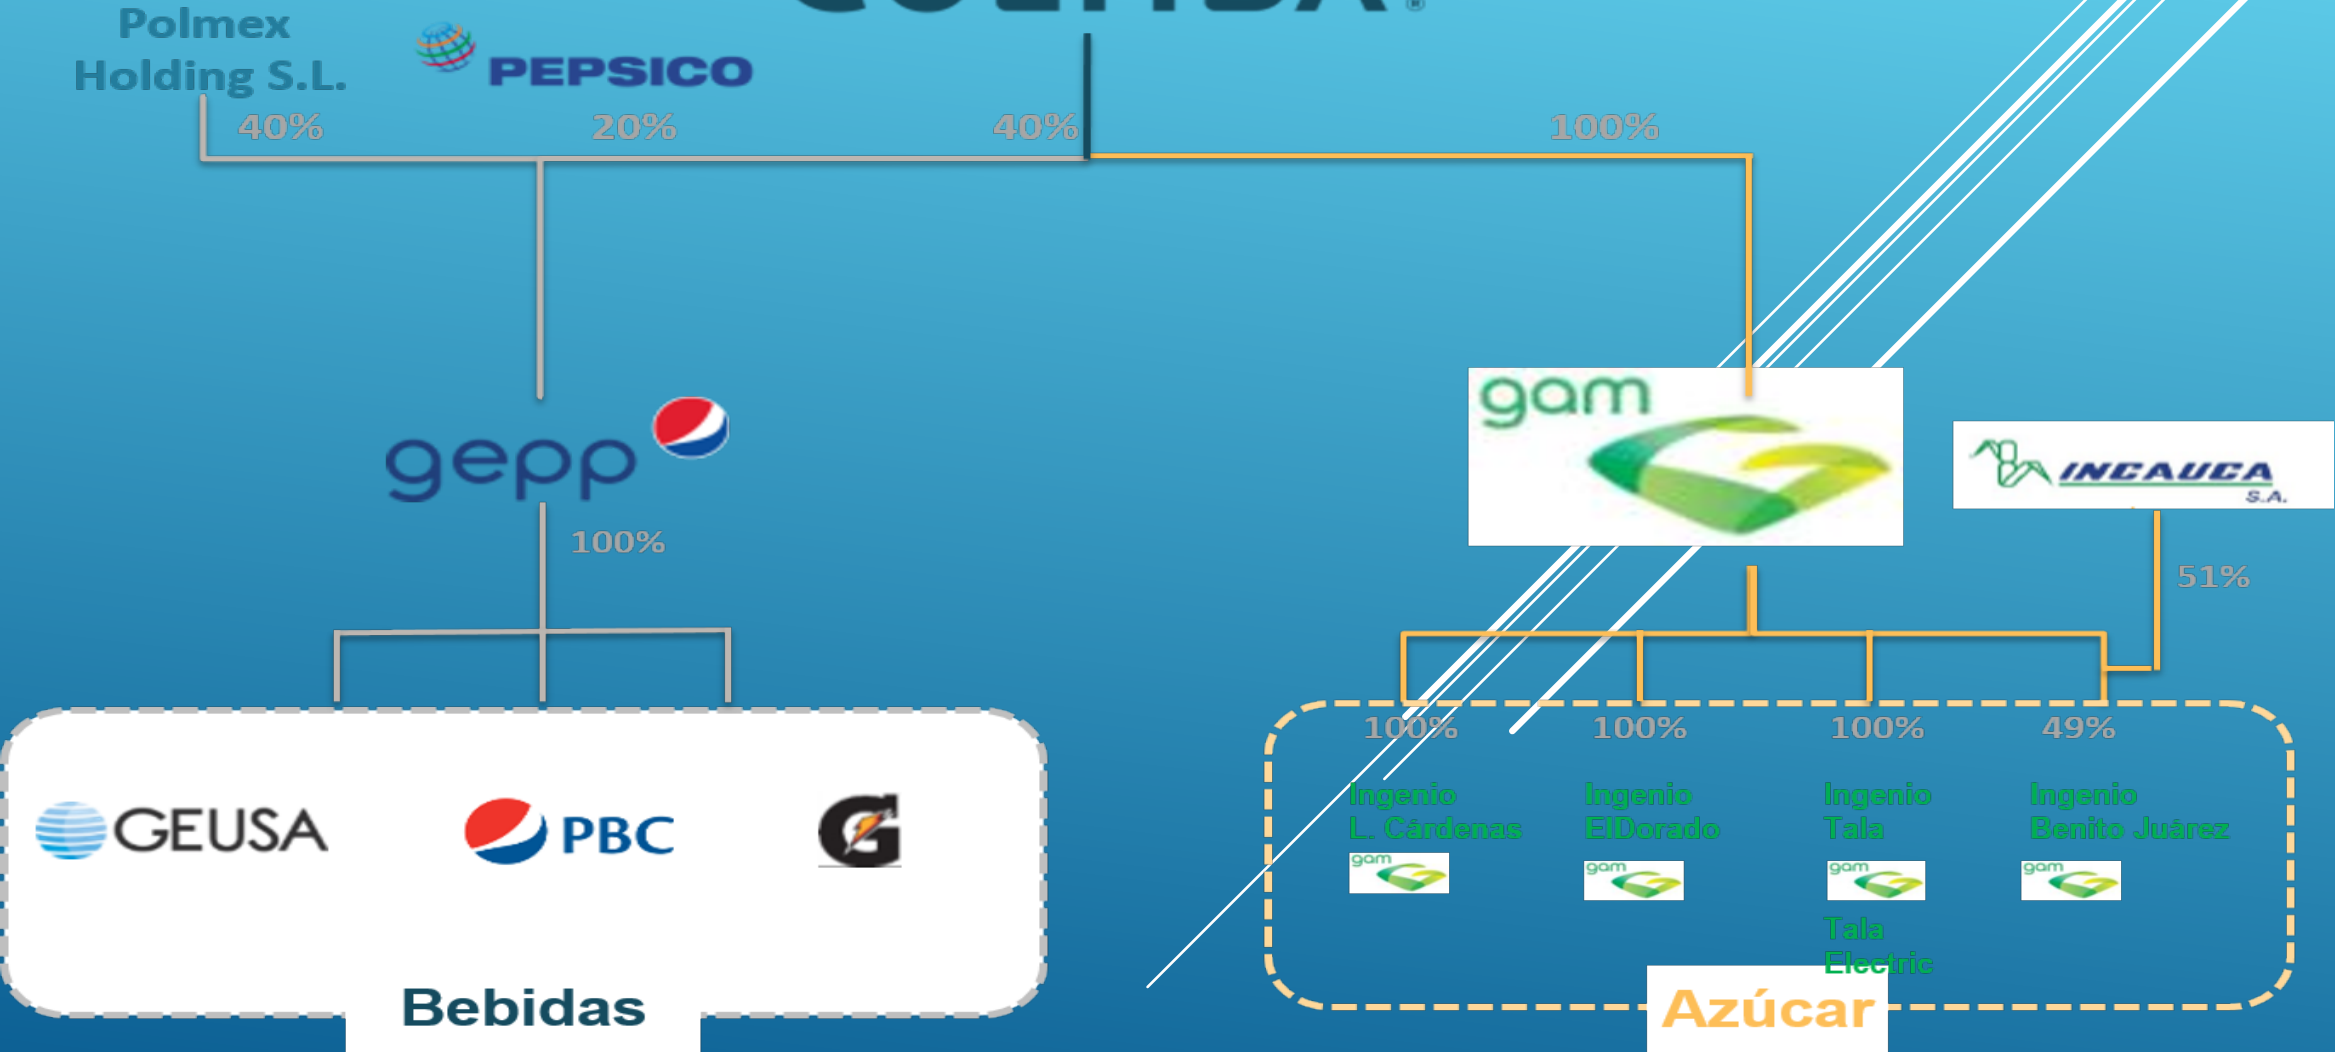 Polmex
Holding S.L.
PEPSICO
®
40%
20%
40%
100%
gepp
gam
INCAUCA
S.A.
100%
51%
100%
100%
100%
49%
Ingenio
L. Cárdenas
Ingenio
ElDorado
Ingenio
Tala
Ingenio
Benito Juárez
gam
gam
gam
gam
Tala
Electric
GEUSA
PBC
G
Bebidas
Azúcar